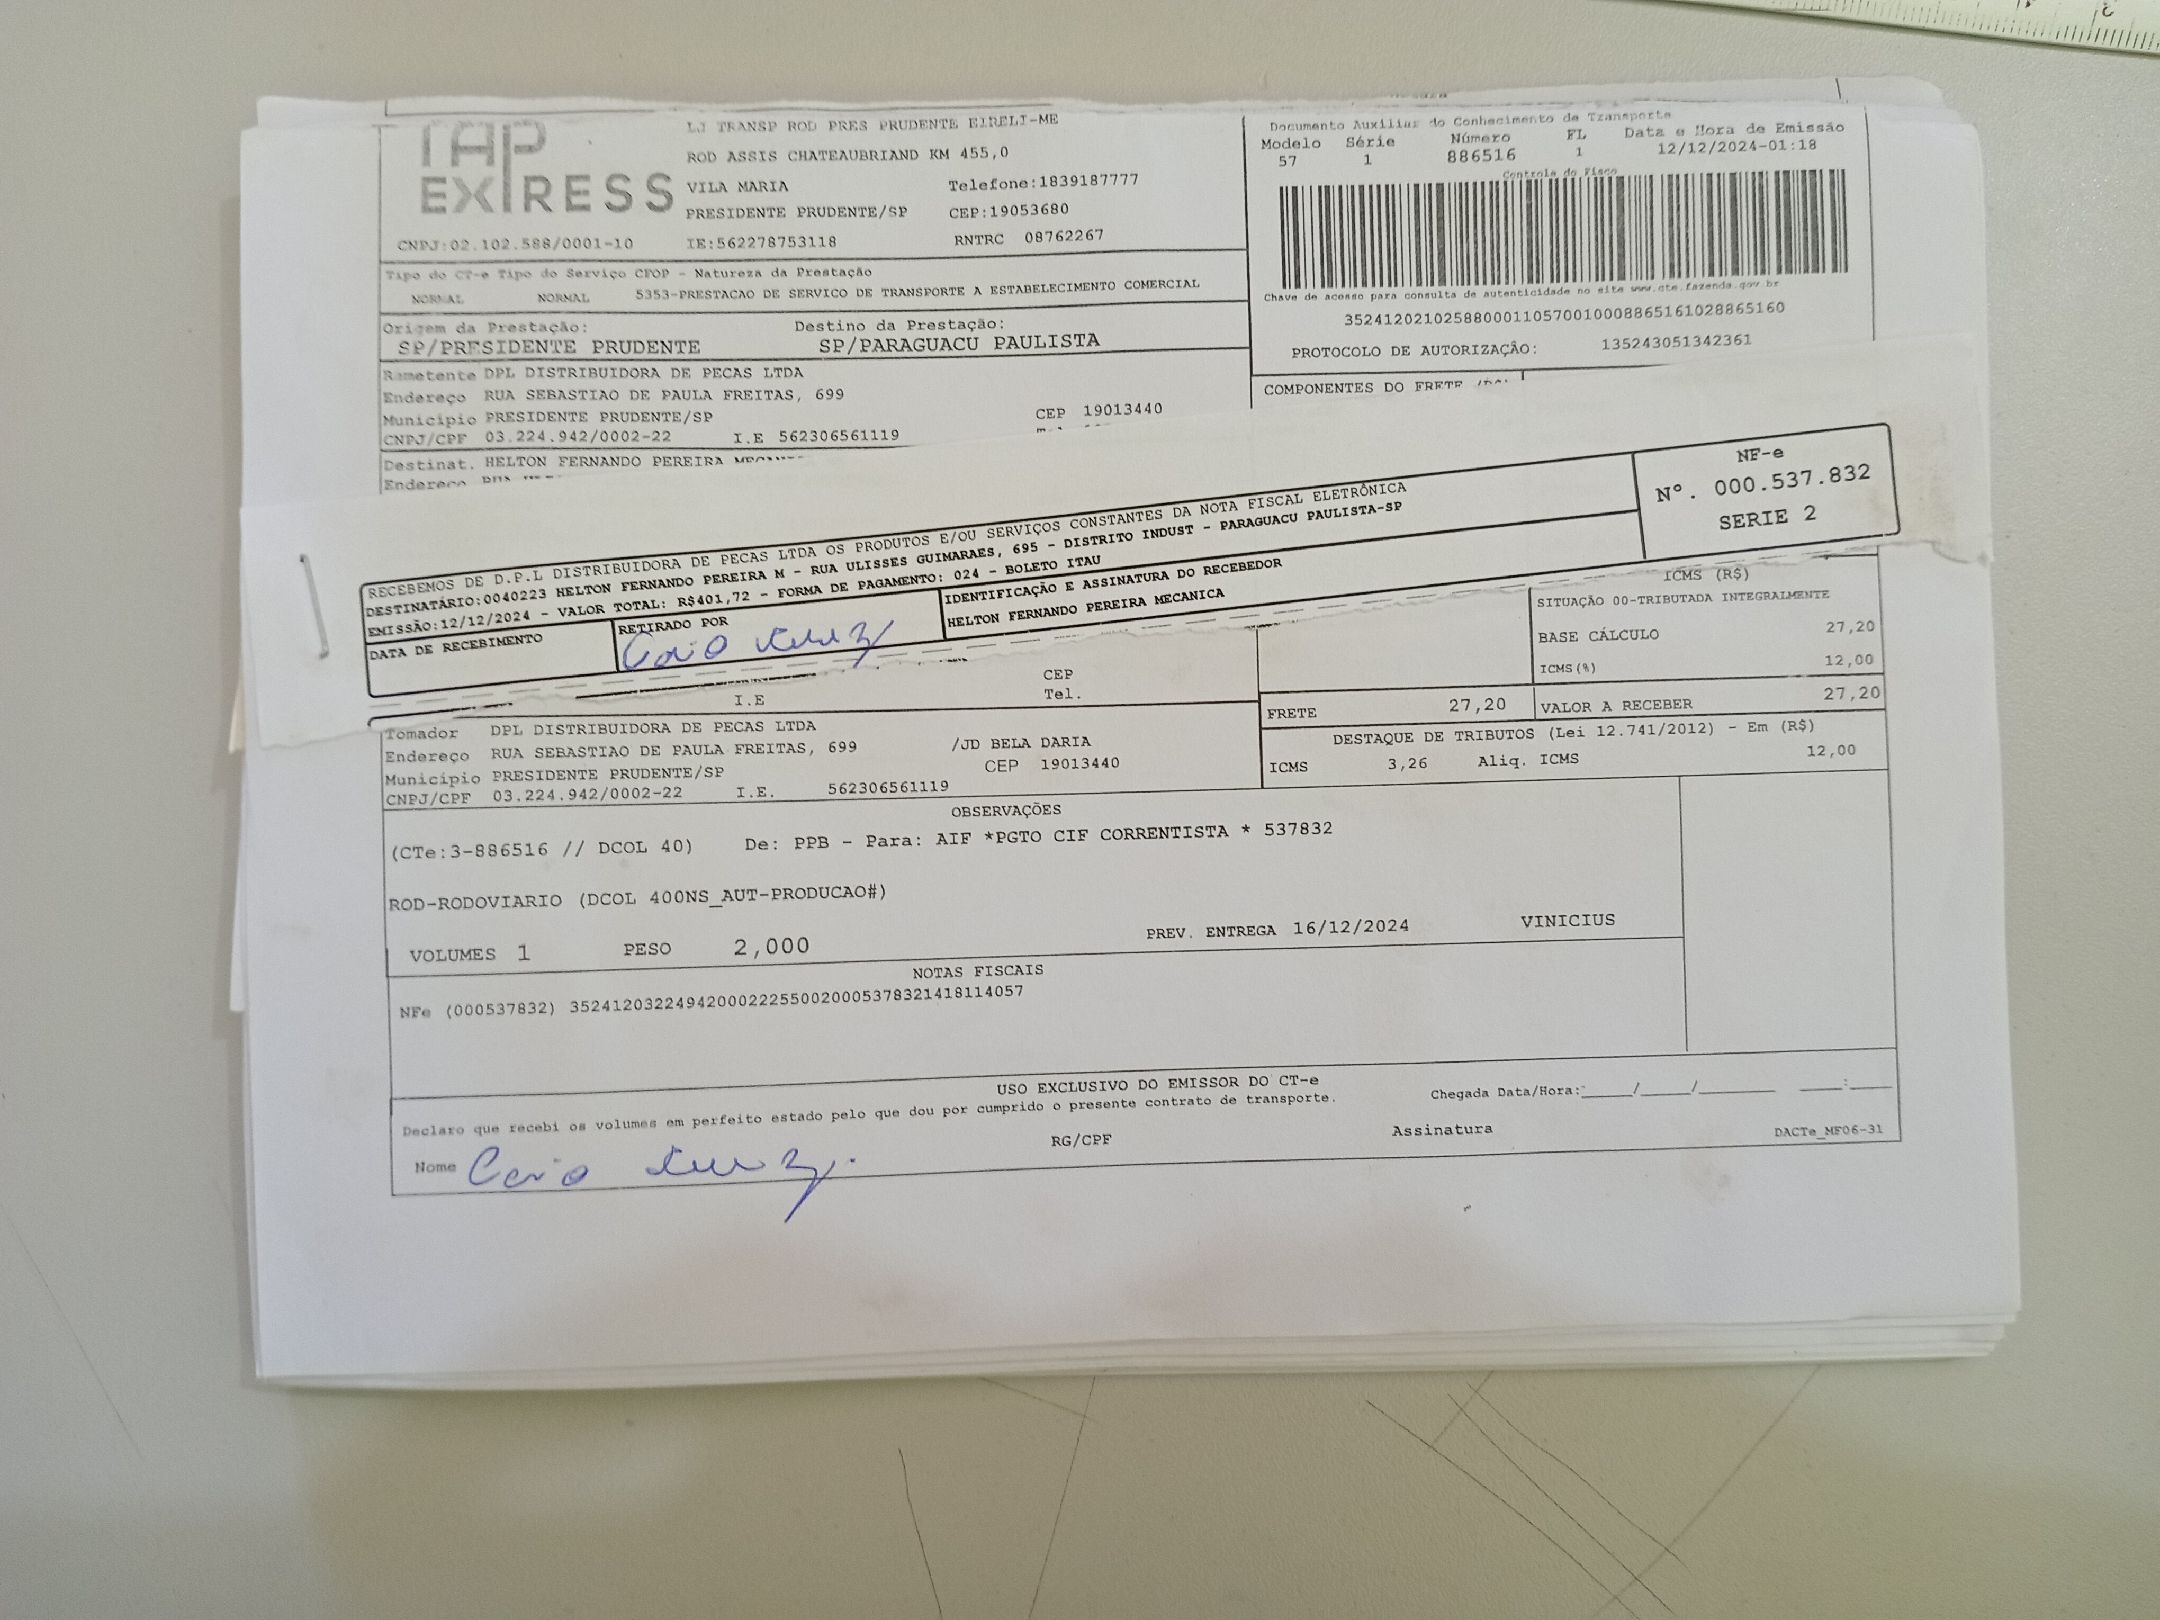 TAP
EXPRESS
LJ TRANSP ROD PRES PRUDENTE EIRELI-ME
ROD ASSIS CHATEAUBRIAND KM 455,0
VILA MARIA Telefone:1839187777
PRESIDENTE PRUDENTE/SP CEP:19053680
CNPJ:02.102.588/0001-10 IE:562278753118 RNTRC 08762267
Documento Auxiliar do Conhecimento de Transporte
Modelo Série Número FL Data e Hora de Emissão
57 1 886516 1 12/12/2024-01:18
Controle do Fisco
Chave de acesso para consulta de autenticidade no site www.cte.fazenda.gov.br
35241202102588000110570010008865161028865160
PROTOCOLO DE AUTORIZAÇÃO: 135243051342361
Tipo do CT-e Tipo do Serviço CFOP - Natureza da Prestação
NORMAL NORMAL 5353-PRESTACAO DE SERVICO DE TRANSPORTE A ESTABELECIMENTO COMERCIAL
Origem da Prestação: Destino da Prestação:
SP/PRESIDENTE PRUDENTE SP/PARAGUACU PAULISTA
Remetente DPL DISTRIBUIDORA DE PECAS LTDA
Endereço RUA SEBASTIAO DE PAULA FREITAS, 699
Município PRESIDENTE PRUDENTE/SP CEP 19013440
CNPJ/CPF 03.224.942/0002-22 I.E 562306561119
COMPONENTES DO FRETE
Destinat. HELTON FERNANDO PEREIRA
Endereço
RECEBEMOS DE D.P.L DISTRIBUIDORA DE PECAS LTDA OS PRODUTOS E/OU SERVIÇOS CONSTANTES DA NOTA FISCAL ELETRÔNICA
DESTINATÁRIO:0040223 HELTON FERNANDO PEREIRA M - RUA ULISSES GUIMARAES, 695 - DISTRITO INDUST - PARAGUACU PAULISTA-SP
EMISSÃO:12/12/2024 - VALOR TOTAL: R$401,72 - FORMA DE PAGAMENTO: 024 - BOLETO ITAU
NF-e
Nº. 000.537.832
SERIE 2
DATA DE RECEBIMENTO
RETIRADO POR
Caio Luiz
IDENTIFICAÇÃO E ASSINATURA DO RECEBEDOR
HELTON FERNANDO PEREIRA MECANICA
ICMS (R$)
SITUAÇÃO 00-TRIBUTADA INTEGRALMENTE
BASE CÁLCULO 27,20
ICMS(%) 12,00
CEP
I.E Tel.
FRETE 27,20 VALOR A RECEBER 27,20
Tomador DPL DISTRIBUIDORA DE PECAS LTDA
Endereço RUA SEBASTIAO DE PAULA FREITAS, 699 /JD BELA DARIA
Município PRESIDENTE PRUDENTE/SP CEP 19013440
CNPJ/CPF 03.224.942/0002-22 I.E. 562306561119
DESTAQUE DE TRIBUTOS (Lei 12.741/2012) - Em (R$)
ICMS 3,26 Aliq. ICMS 12,00
OBSERVAÇÕES
(CTe:3-886516 // DCOL 40) De: PPB - Para: AIF *PGTO CIF CORRENTISTA * 537832
ROD-RODOVIARIO (DCOL 400NS_AUT-PRODUCAO#)
VOLUMES 1 PESO 2,000 PREV. ENTREGA 16/12/2024 VINICIUS
NOTAS FISCAIS
NFe (000537832) 35241203224942000222550020005378321418114057
USO EXCLUSIVO DO EMISSOR DO CT-e
Declaro que recebi os volumes em perfeito estado pelo que dou por cumprido o presente contrato de transporte.
Chegada Data/Hora:_____/_____/________ ____:____
Nome Caio Luiz. RG/CPF Assinatura DACTe_MF06-31